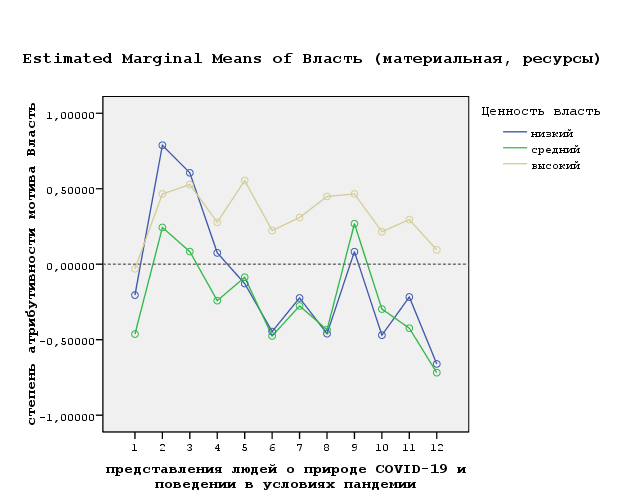 Estimated Marginal Means of Власть (материальная, ресурсы)
степень атрибутивности мотива Власть
1,00000
0,50000
0,00000
-0,50000
-1,00000
1 2 3 4 5 6 7 8 9 10 11 12
представления людей о природе COVID-19 и
поведении в условиях пандемии
Ценность власть
низкий
средний
высокий